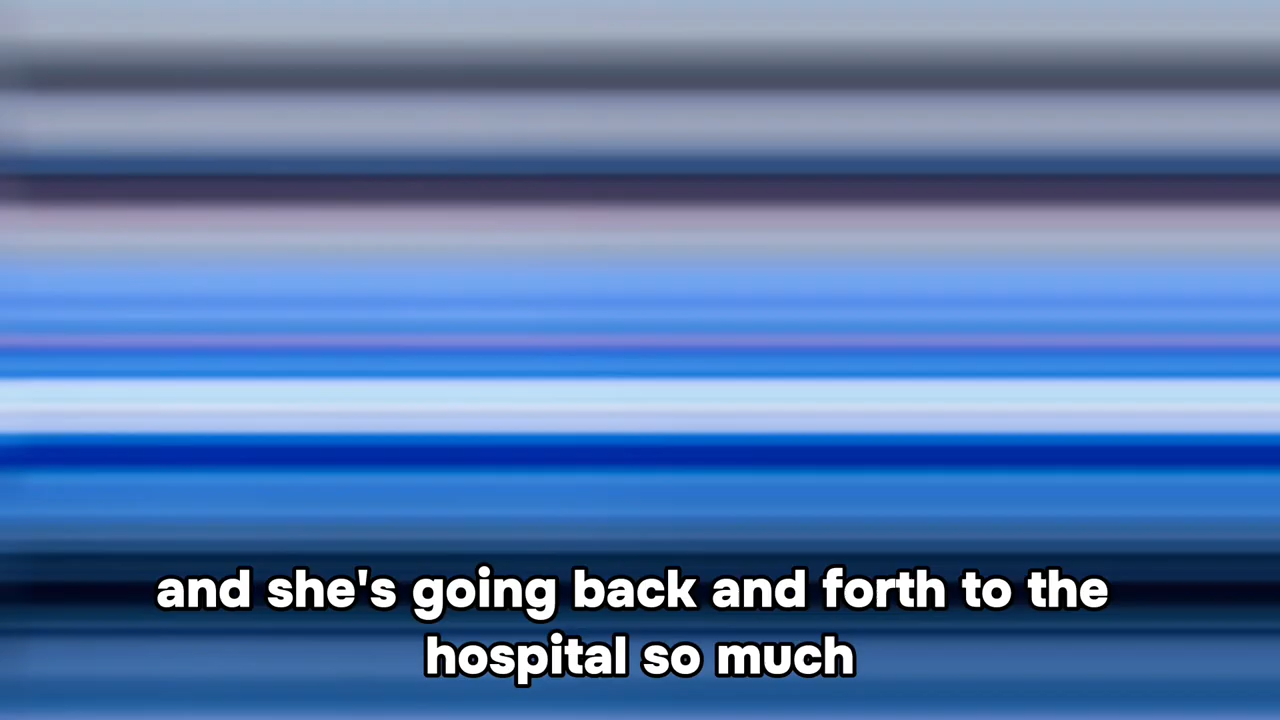 and she's going back and forth to the
hospital so much